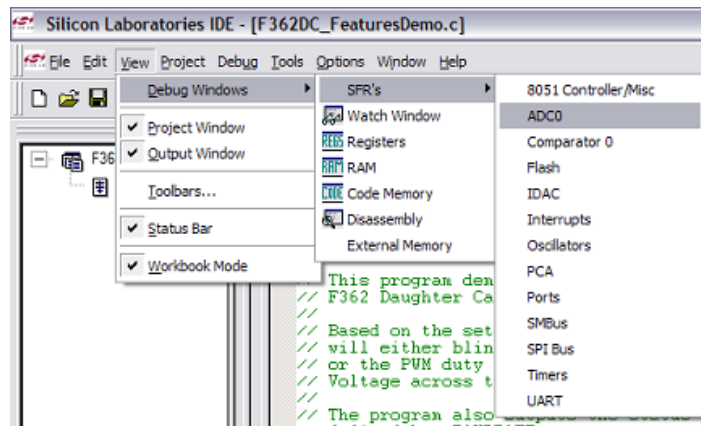 Silicon Laboratories IDE - [F362DC_FeaturesDemo.c]
File Edit View Project Debug Tools Options Window Help
Debug Windows
Project Window
Output Window
Toolbars...
Status Bar
Workbook Mode
SFR's
Watch Window
REGS Registers
RAM RAM
CODE Code Memory
Disassembly
External Memory
8051 Controller/Misc
ADC0
Comparator 0
Flash
IDAC
Interrupts
Oscillators
PCA
Ports
SMBus
SPI Bus
Timers
UART
F36
// This program dem
// F362 Daughter Ca
//
// Based on the set
// will either blin
// or the PWM duty
// Voltage across t
//
// The program also